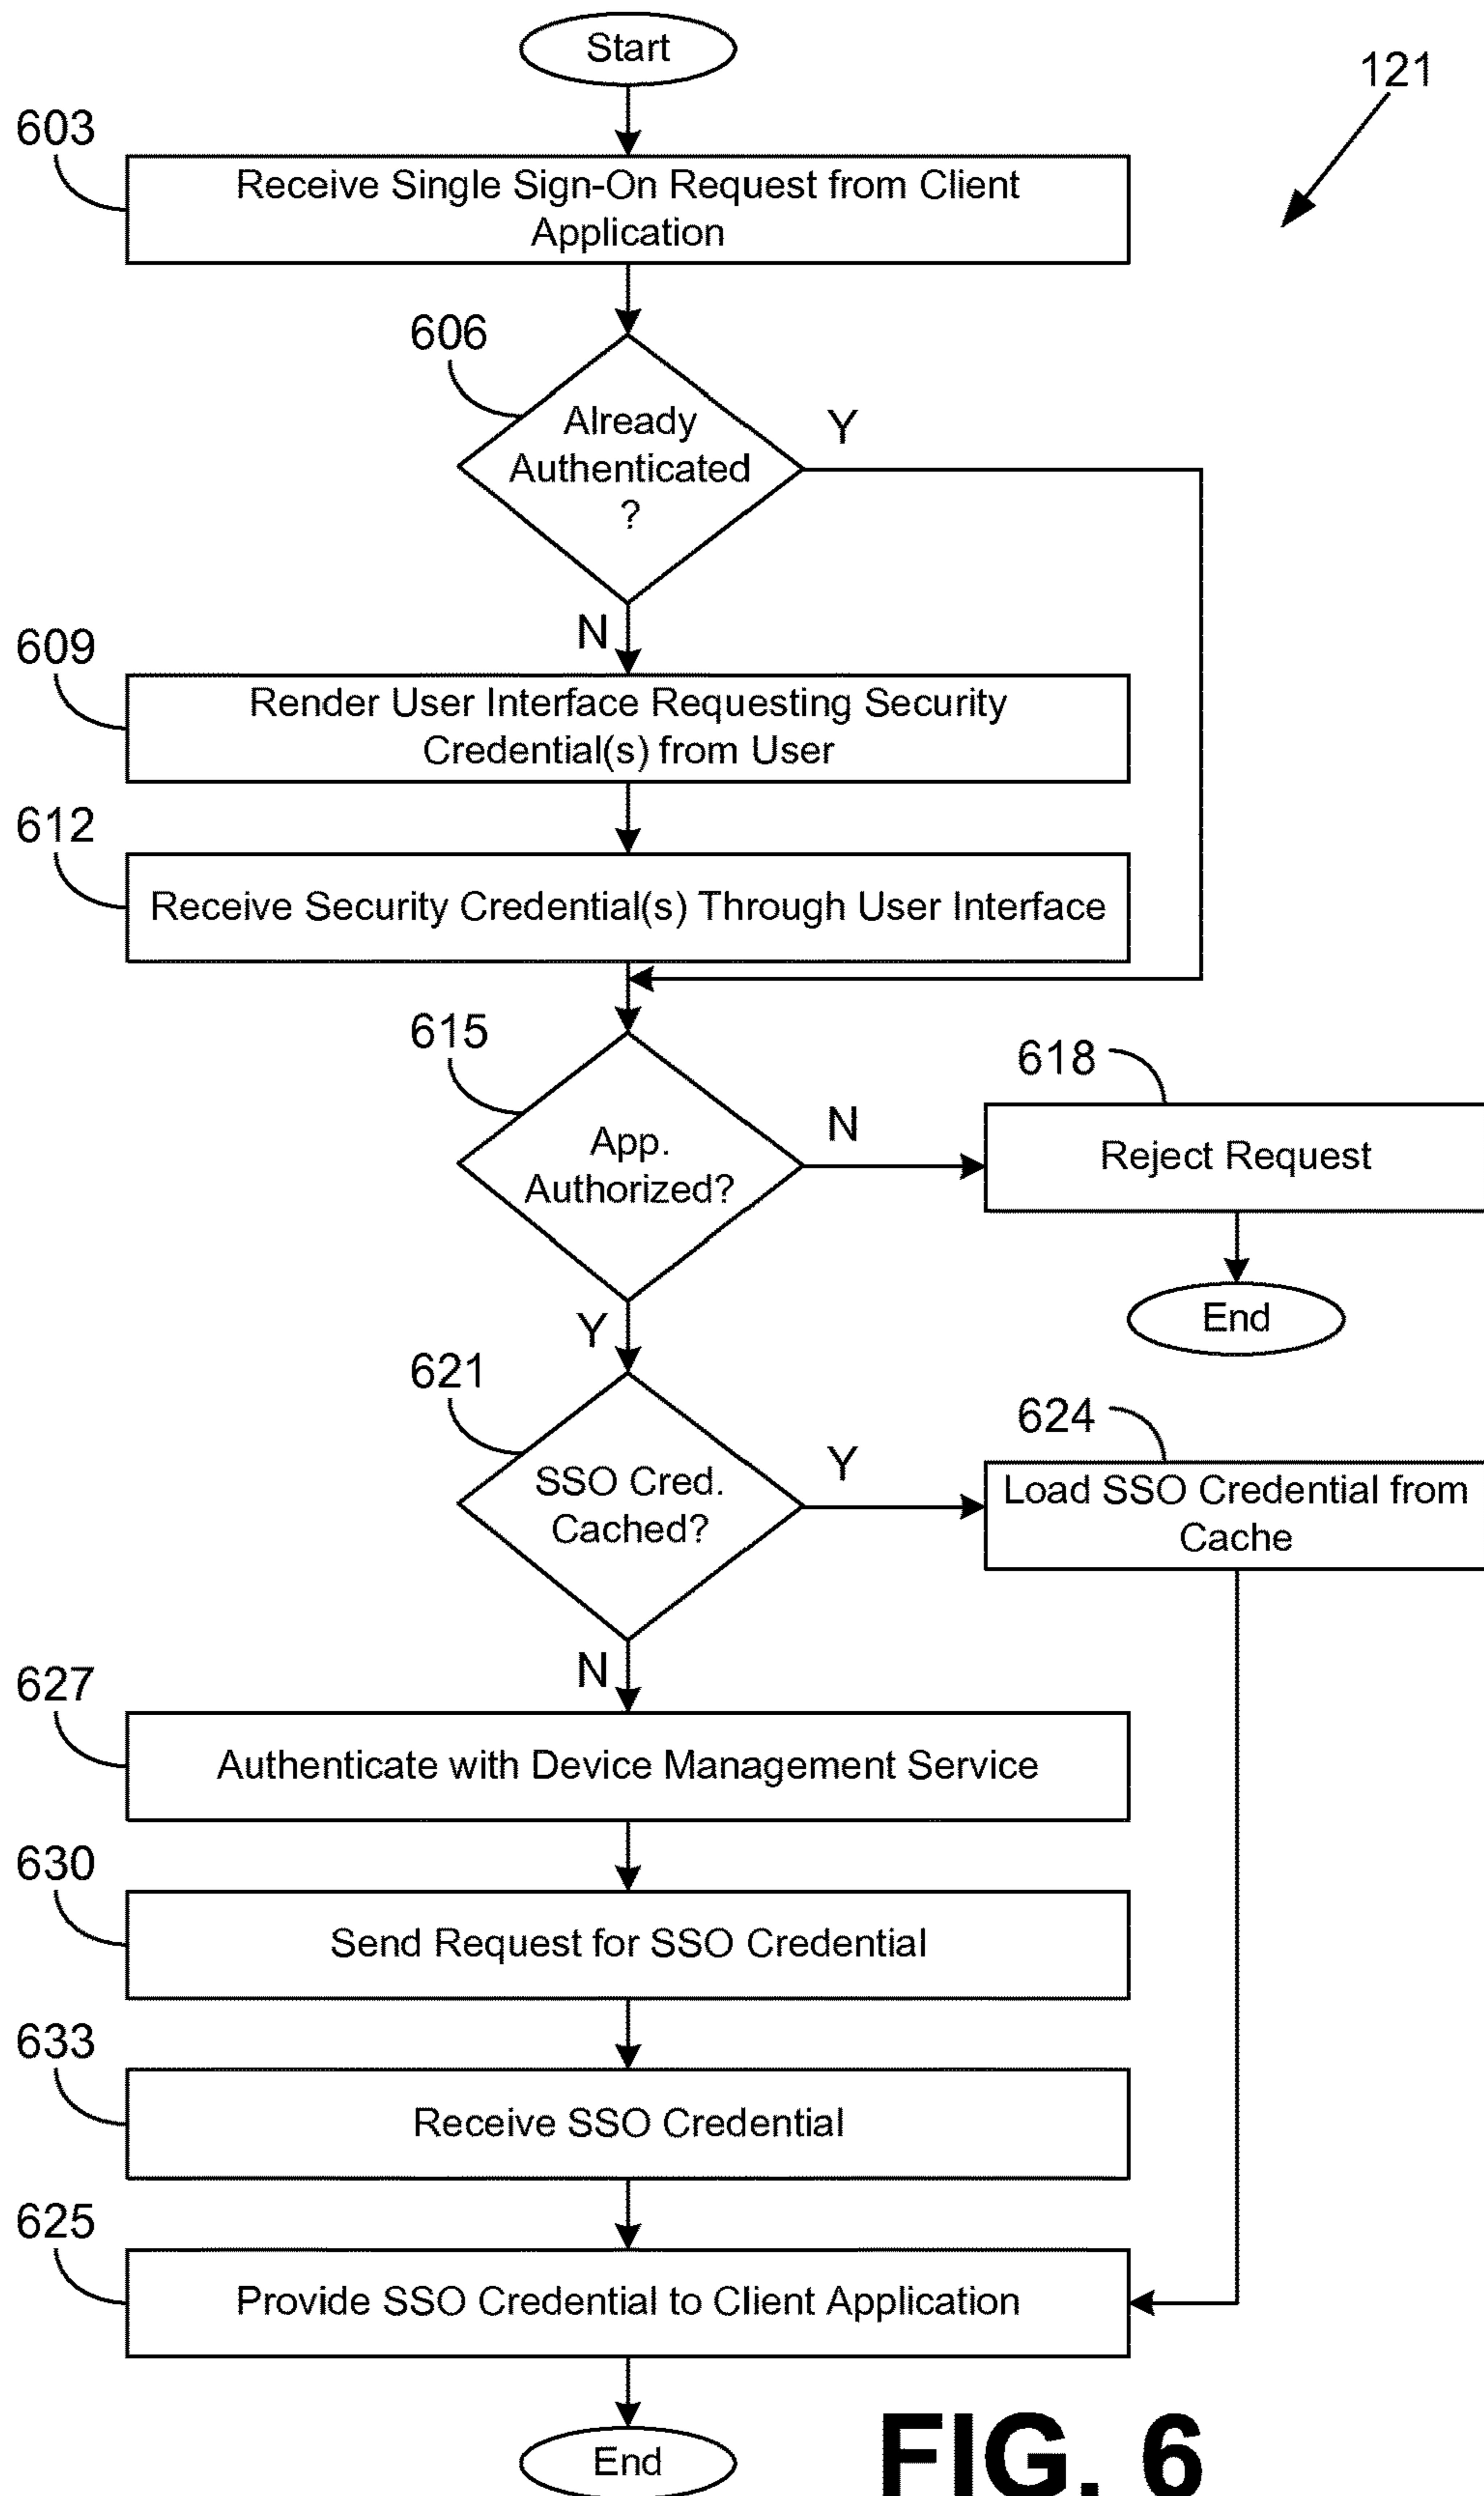 Start
121
603
Receive Single Sign-On Request from Client
Application
606
Already
Authenticated
?
Y
N
609
Render User Interface Requesting Security
Credential(s) from User
612
Receive Security Credential(s) Through User Interface
615
App.
Authorized?
N
618
Reject Request
End
Y
621
SSO Cred.
Cached?
Y
624
Load SSO Credential from
Cache
N
627
Authenticate with Device Management Service
630
Send Request for SSO Credential
633
Receive SSO Credential
625
Provide SSO Credential to Client Application
End
FIG. 6